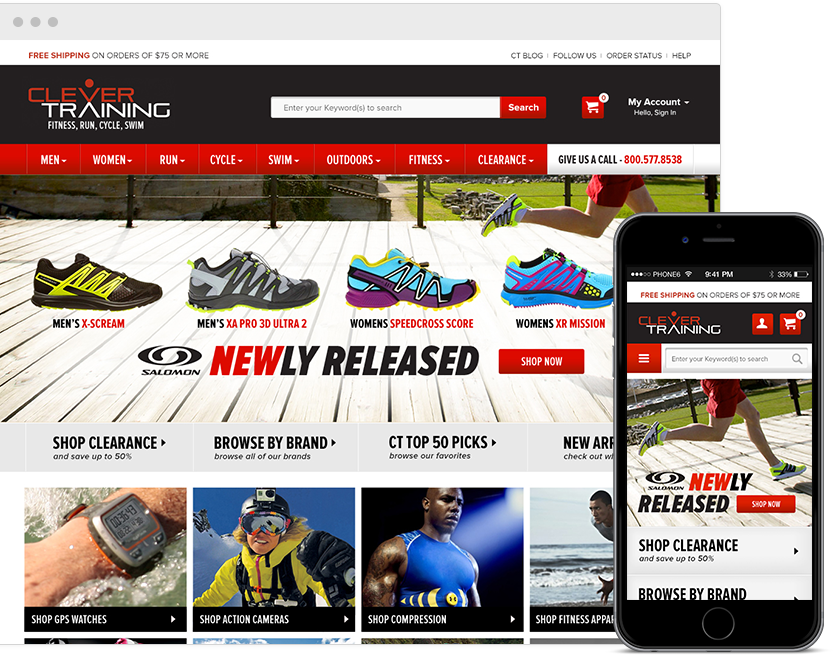 FREE SHIPPING ON ORDERS OF $75 OR MORE
CT BLOG | FOLLOW US | ORDER STATUS | HELP
CLEVER
TRAINING
FITNESS, RUN, CYCLE, SWIM
Enter your Keyword(s) to search
Search
0
My Account
Hello, Sign In
MEN
WOMEN
RUN
CYCLE
SWIM
OUTDOORS
FITNESS
CLEARANCE
GIVE US A CALL - 800.577.8538
MEN'S X-SCREAM
MEN'S XA PRO 3D ULTRA 2
WOMENS SPEEDCROSS SCORE
WOMENS XR MISSION
SALOMON
NEWLY RELEASED
SHOP NOW
SHOP CLEARANCE
and save up to 50%
BROWSE BY BRAND
browse all of our brands
CT TOP 50 PICKS
browse our favorites
NEW ARR
check out wh
SHOP GPS WATCHES
SHOP ACTION CAMERAS
SHOP COMPRESSION
SHOP FITNESS APPAR
PHONE6
9:41 PM
33%
FREE SHIPPING ON ORDERS OF $75 OR MORE
CLEVER
TRAINING
0
Enter your Keyword(s) to search
SALOMON
NEWLY
RELEASED
SHOP NOW
SHOP CLEARANCE
and save up to 50%
BROWSE BY BRAND